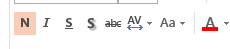 N I S S abc AV Aa A